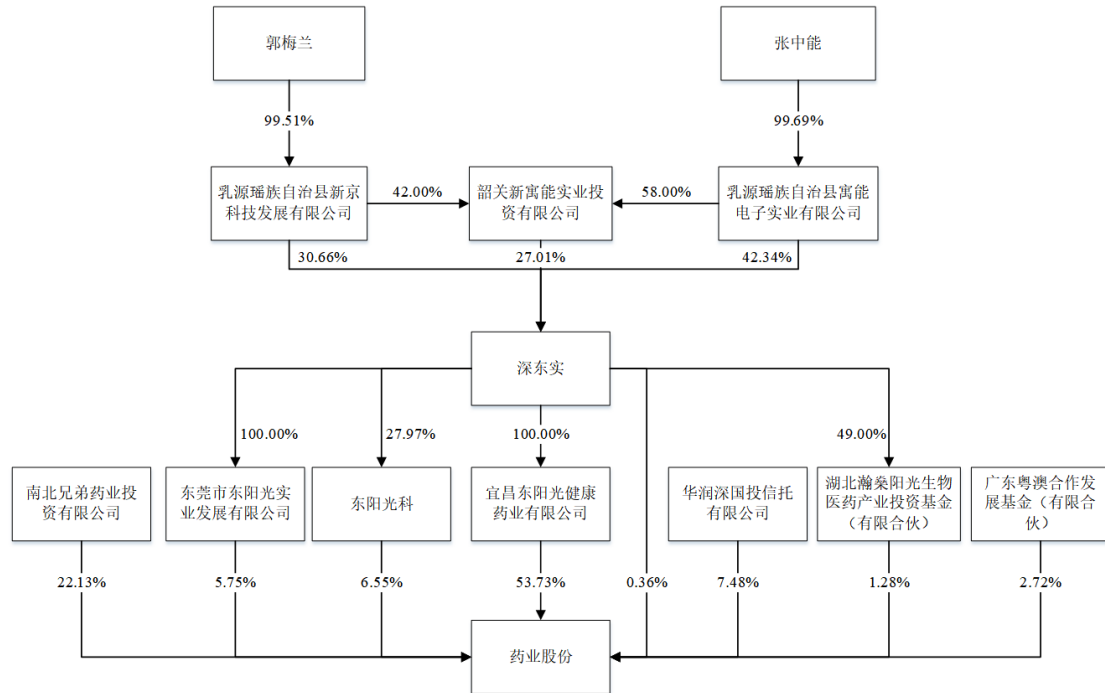 郭梅兰
张中能
99.51%
99.69%
乳源瑶族自治县新京
科技发展有限公司
42.00%
韶关新寓能实业投
资有限公司
58.00%
乳源瑶族自治县寓能
电子实业有限公司
30.66%
27.01%
42.34%
深东实
100.00%
27.97%
100.00%
49.00%
南北兄弟药业投
资有限公司
东莞市东阳光实
业发展有限公司
东阳光科
宜昌东阳光健康
药业有限公司
华润深国投信托
有限公司
湖北瀚燊阳光生物
医药产业投资基金
（有限合伙）
广东粤澳合作发
展基金（有限合
伙）
22.13%
5.75%
6.55%
53.73%
0.36%
7.48%
1.28%
2.72%
药业股份